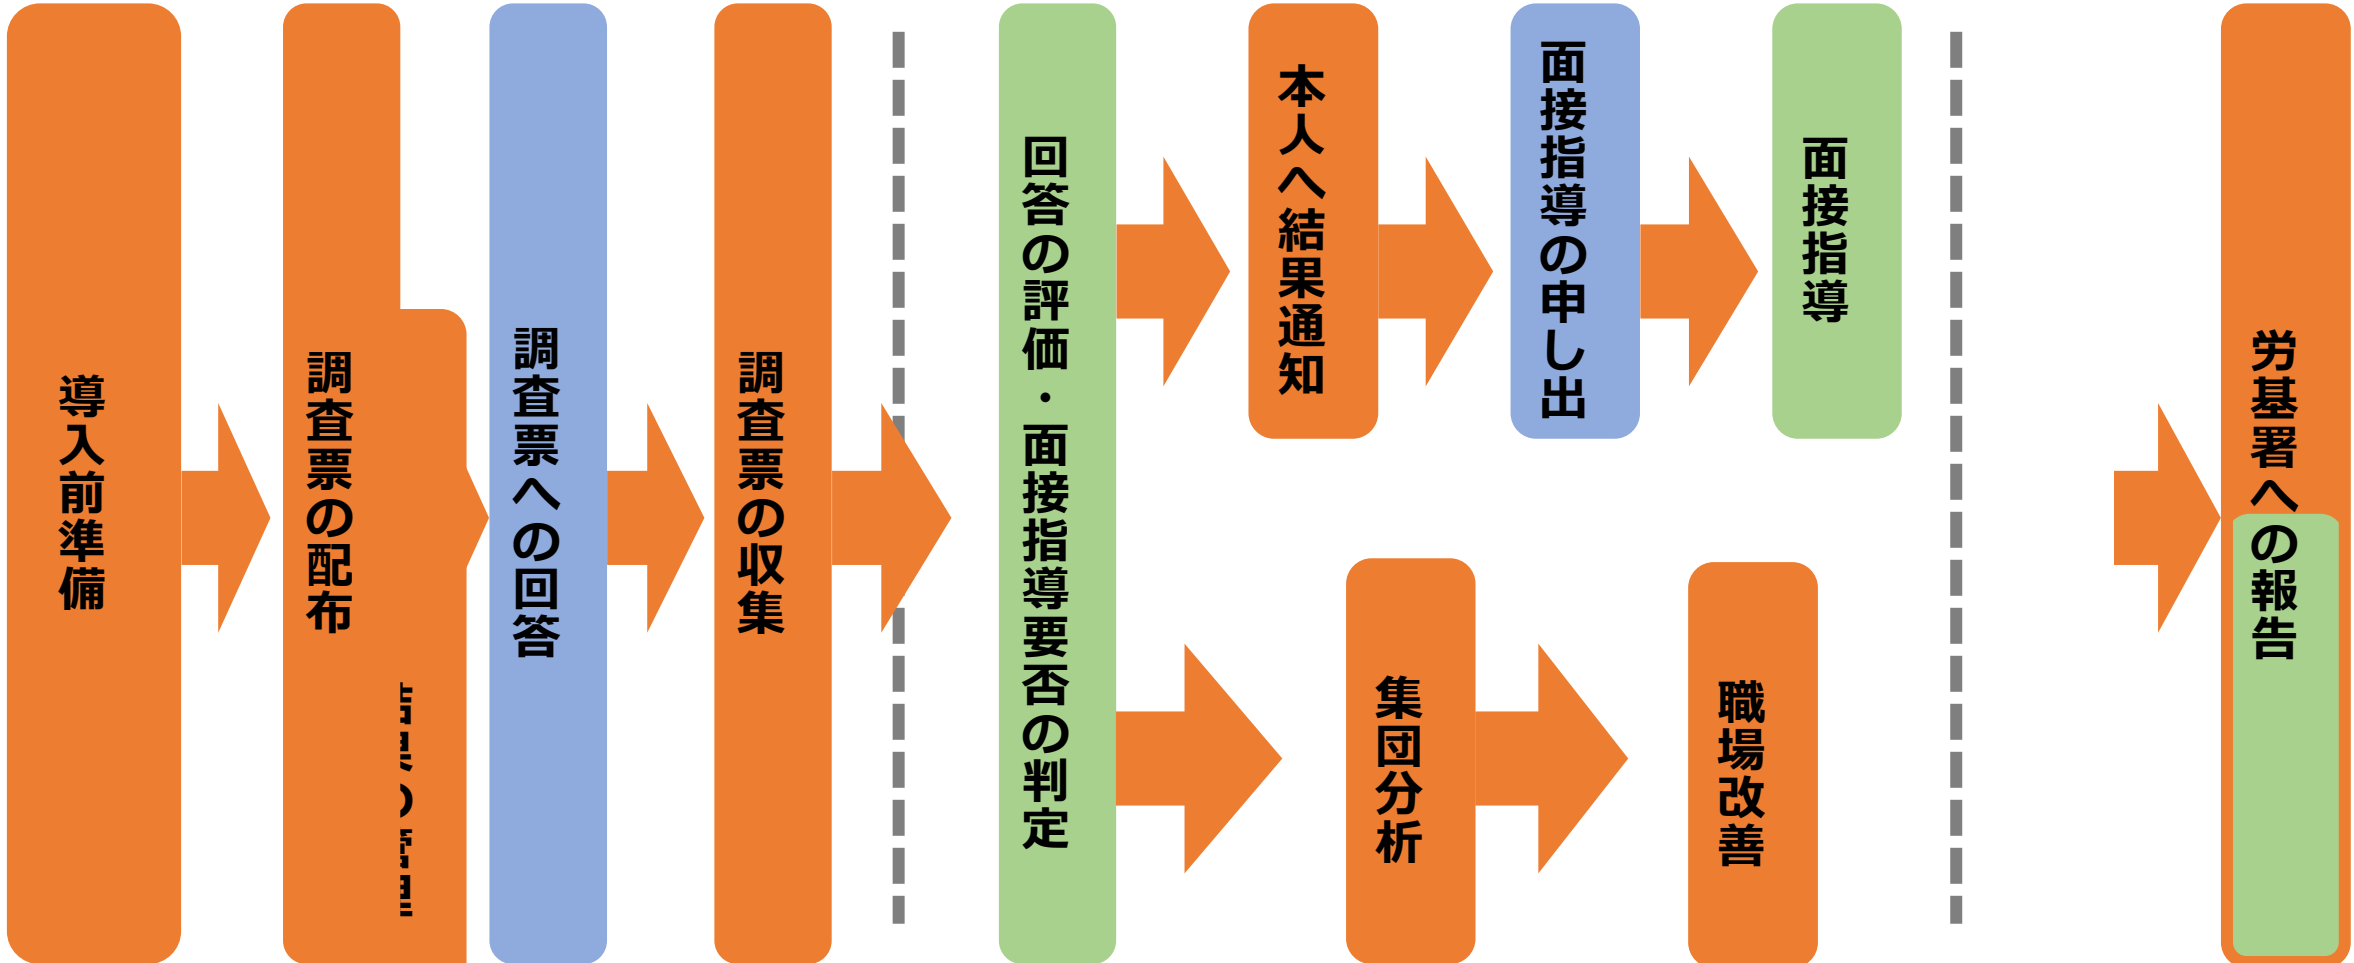 導入前準備
調査票の配布
調査票への回答
調査票の収集
回答の評価・面接指導要否の判定
本人へ結果通知
面接指導の申し出
面接指導
集団分析
職場改善
労基署への報告